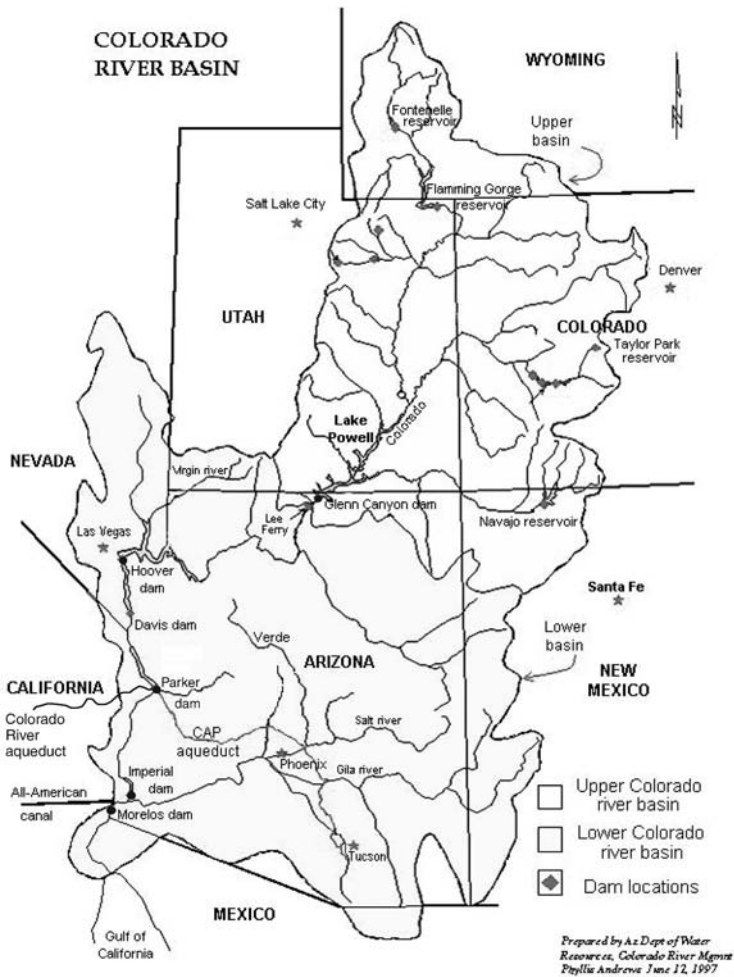 COLORADO
RIVER BASIN
WYOMING
Fontenelle
reservoir
Upper
basin
N
Flamming Gorge
reservoir
Salt Lake City
Denver
UTAH
COLORADO
Taylor Park
reservoir
Lake
Powell
Colorado
NEVADA
Virgin river
Las Vegas
Lee
Ferry
Glenn Canyon dam
Navajo reservoir
Hoover
dam
Santa Fe
Davis dam
Verde
Lower
basin
ARIZONA
CALIFORNIA
Parker
dam
NEW
MEXICO
Colorado
River
aqueduct
CAP
aqueduct
Salt river
Imperial
dam
Phoenix
Gila river
All-American
canal
Morelos dam
Tucson
Upper Colorado
river basin
Lower Colorado
river basin
Dam locations
MEXICO
Gulf of
California
Prepared by Az Dept of Water
Resources, Colorado River Mgmnt
Phyllis Andrews June 12, 1997